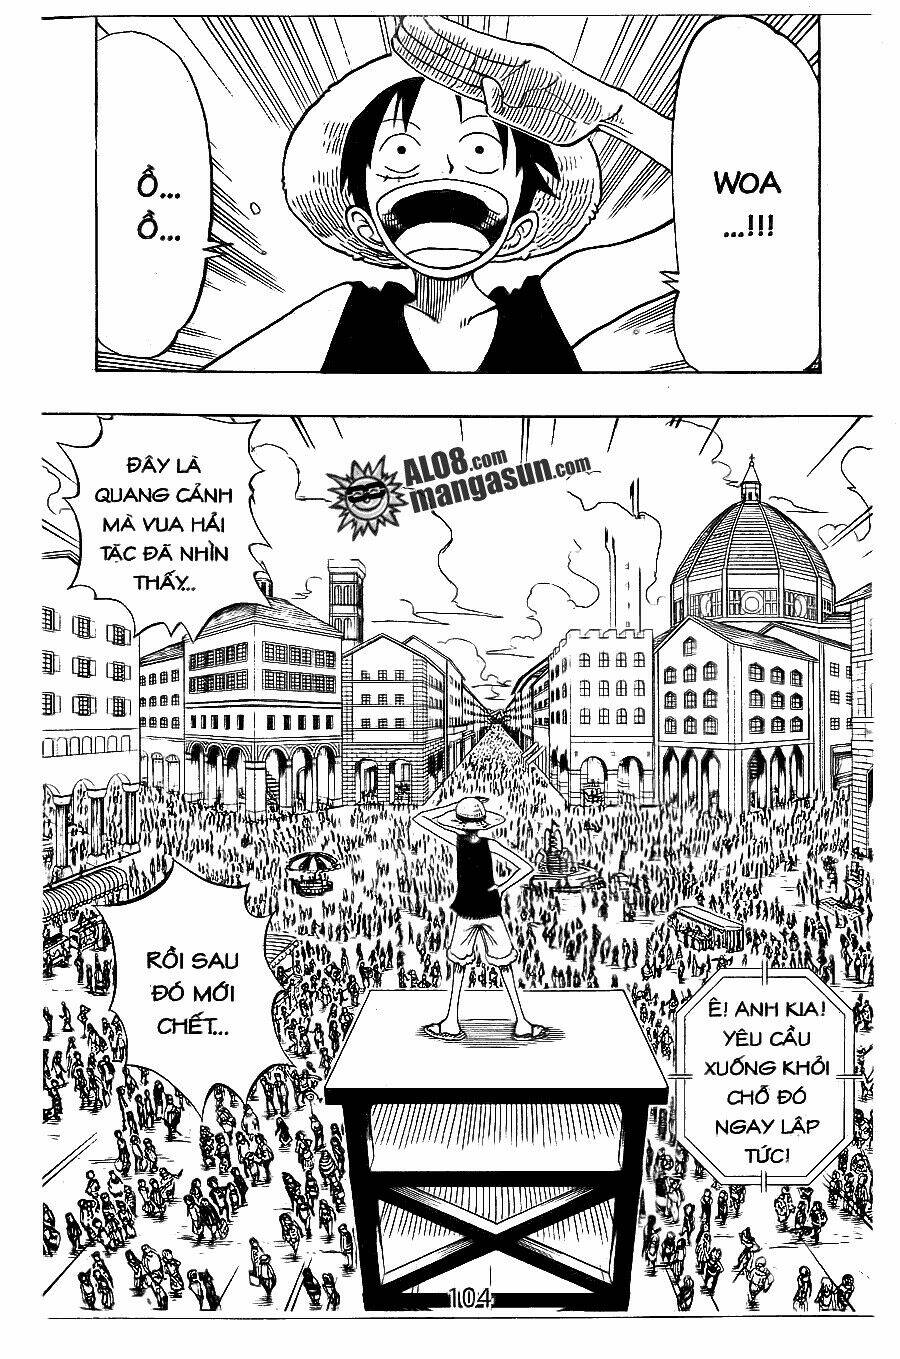 WOA
...!!!
Ồ...
Ồ...
ĐÂY LÀ
QUANG CẢNH
MÀ VUA HẢI
TẶC ĐÃ NHÌN
THẤY...
AL08.com
mangasun.com
RỒI SAU
ĐÓ MỚI
CHẾT...
Ê! ANH KIA!
YÊU CẦU
XUỐNG KHỎI
CHỖ ĐÓ
NGAY LẬP
TỨC!
104